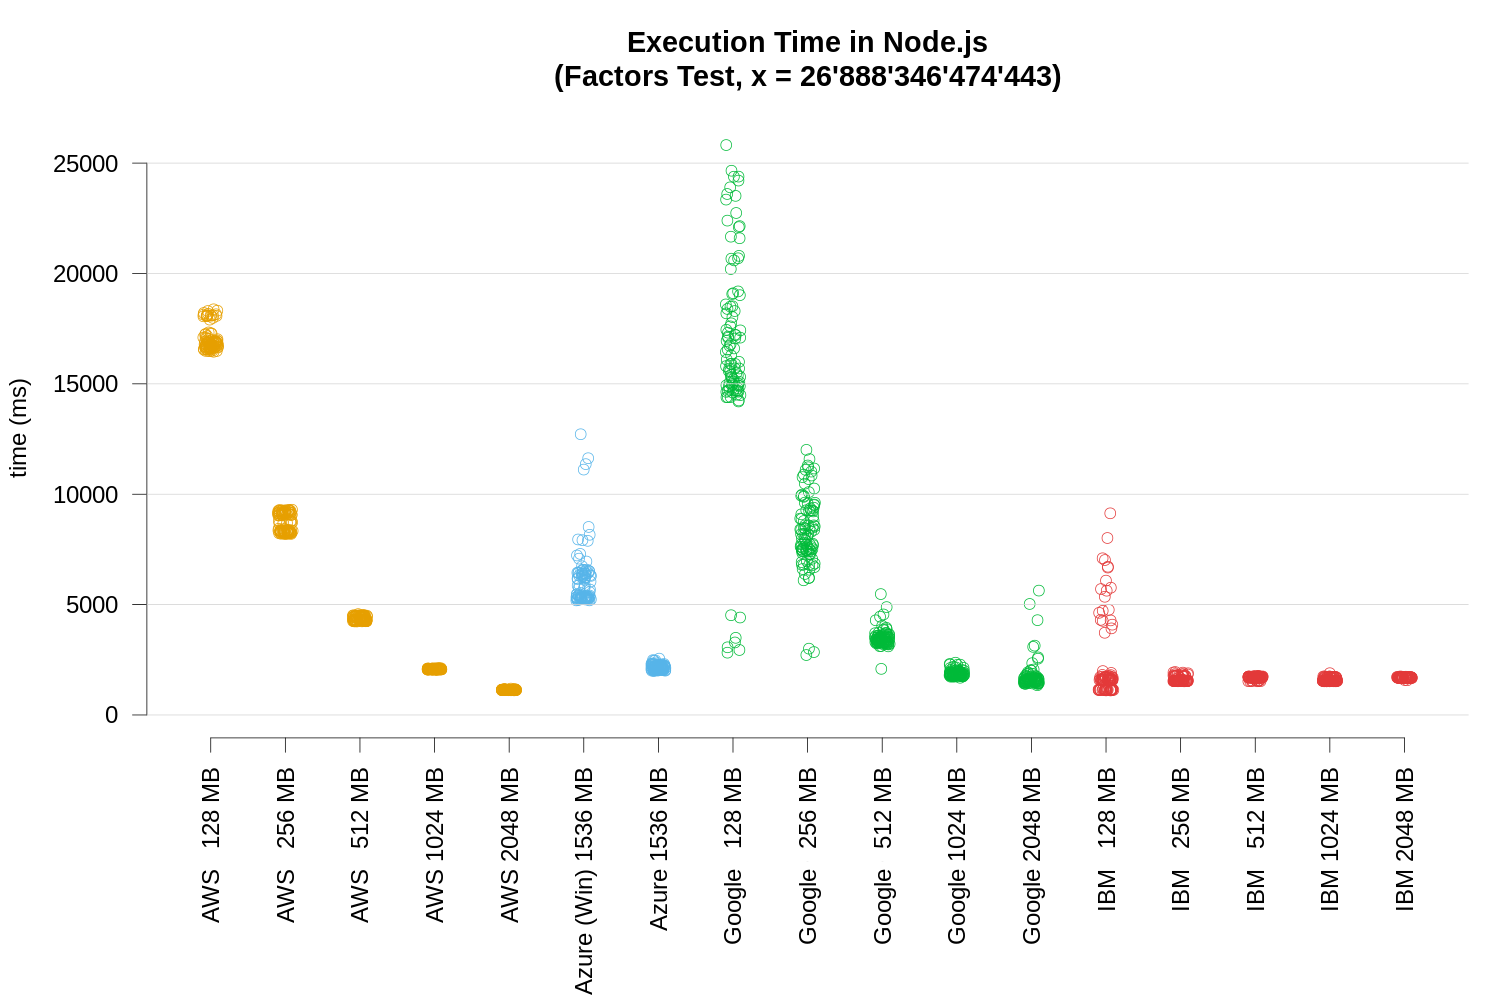 Execution Time in Node.js
(Factors Test, x = 26'888'346'474'443)
time (ms)
25000
20000
15000
10000
5000
0
AWS 128 MB
AWS 256 MB
AWS 512 MB
AWS 1024 MB
AWS 2048 MB
Azure (Win) 1536 MB
Azure 1536 MB
Google 128 MB
Google 256 MB
Google 512 MB
Google 1024 MB
Google 2048 MB
IBM 128 MB
IBM 256 MB
IBM 512 MB
IBM 1024 MB
IBM 2048 MB